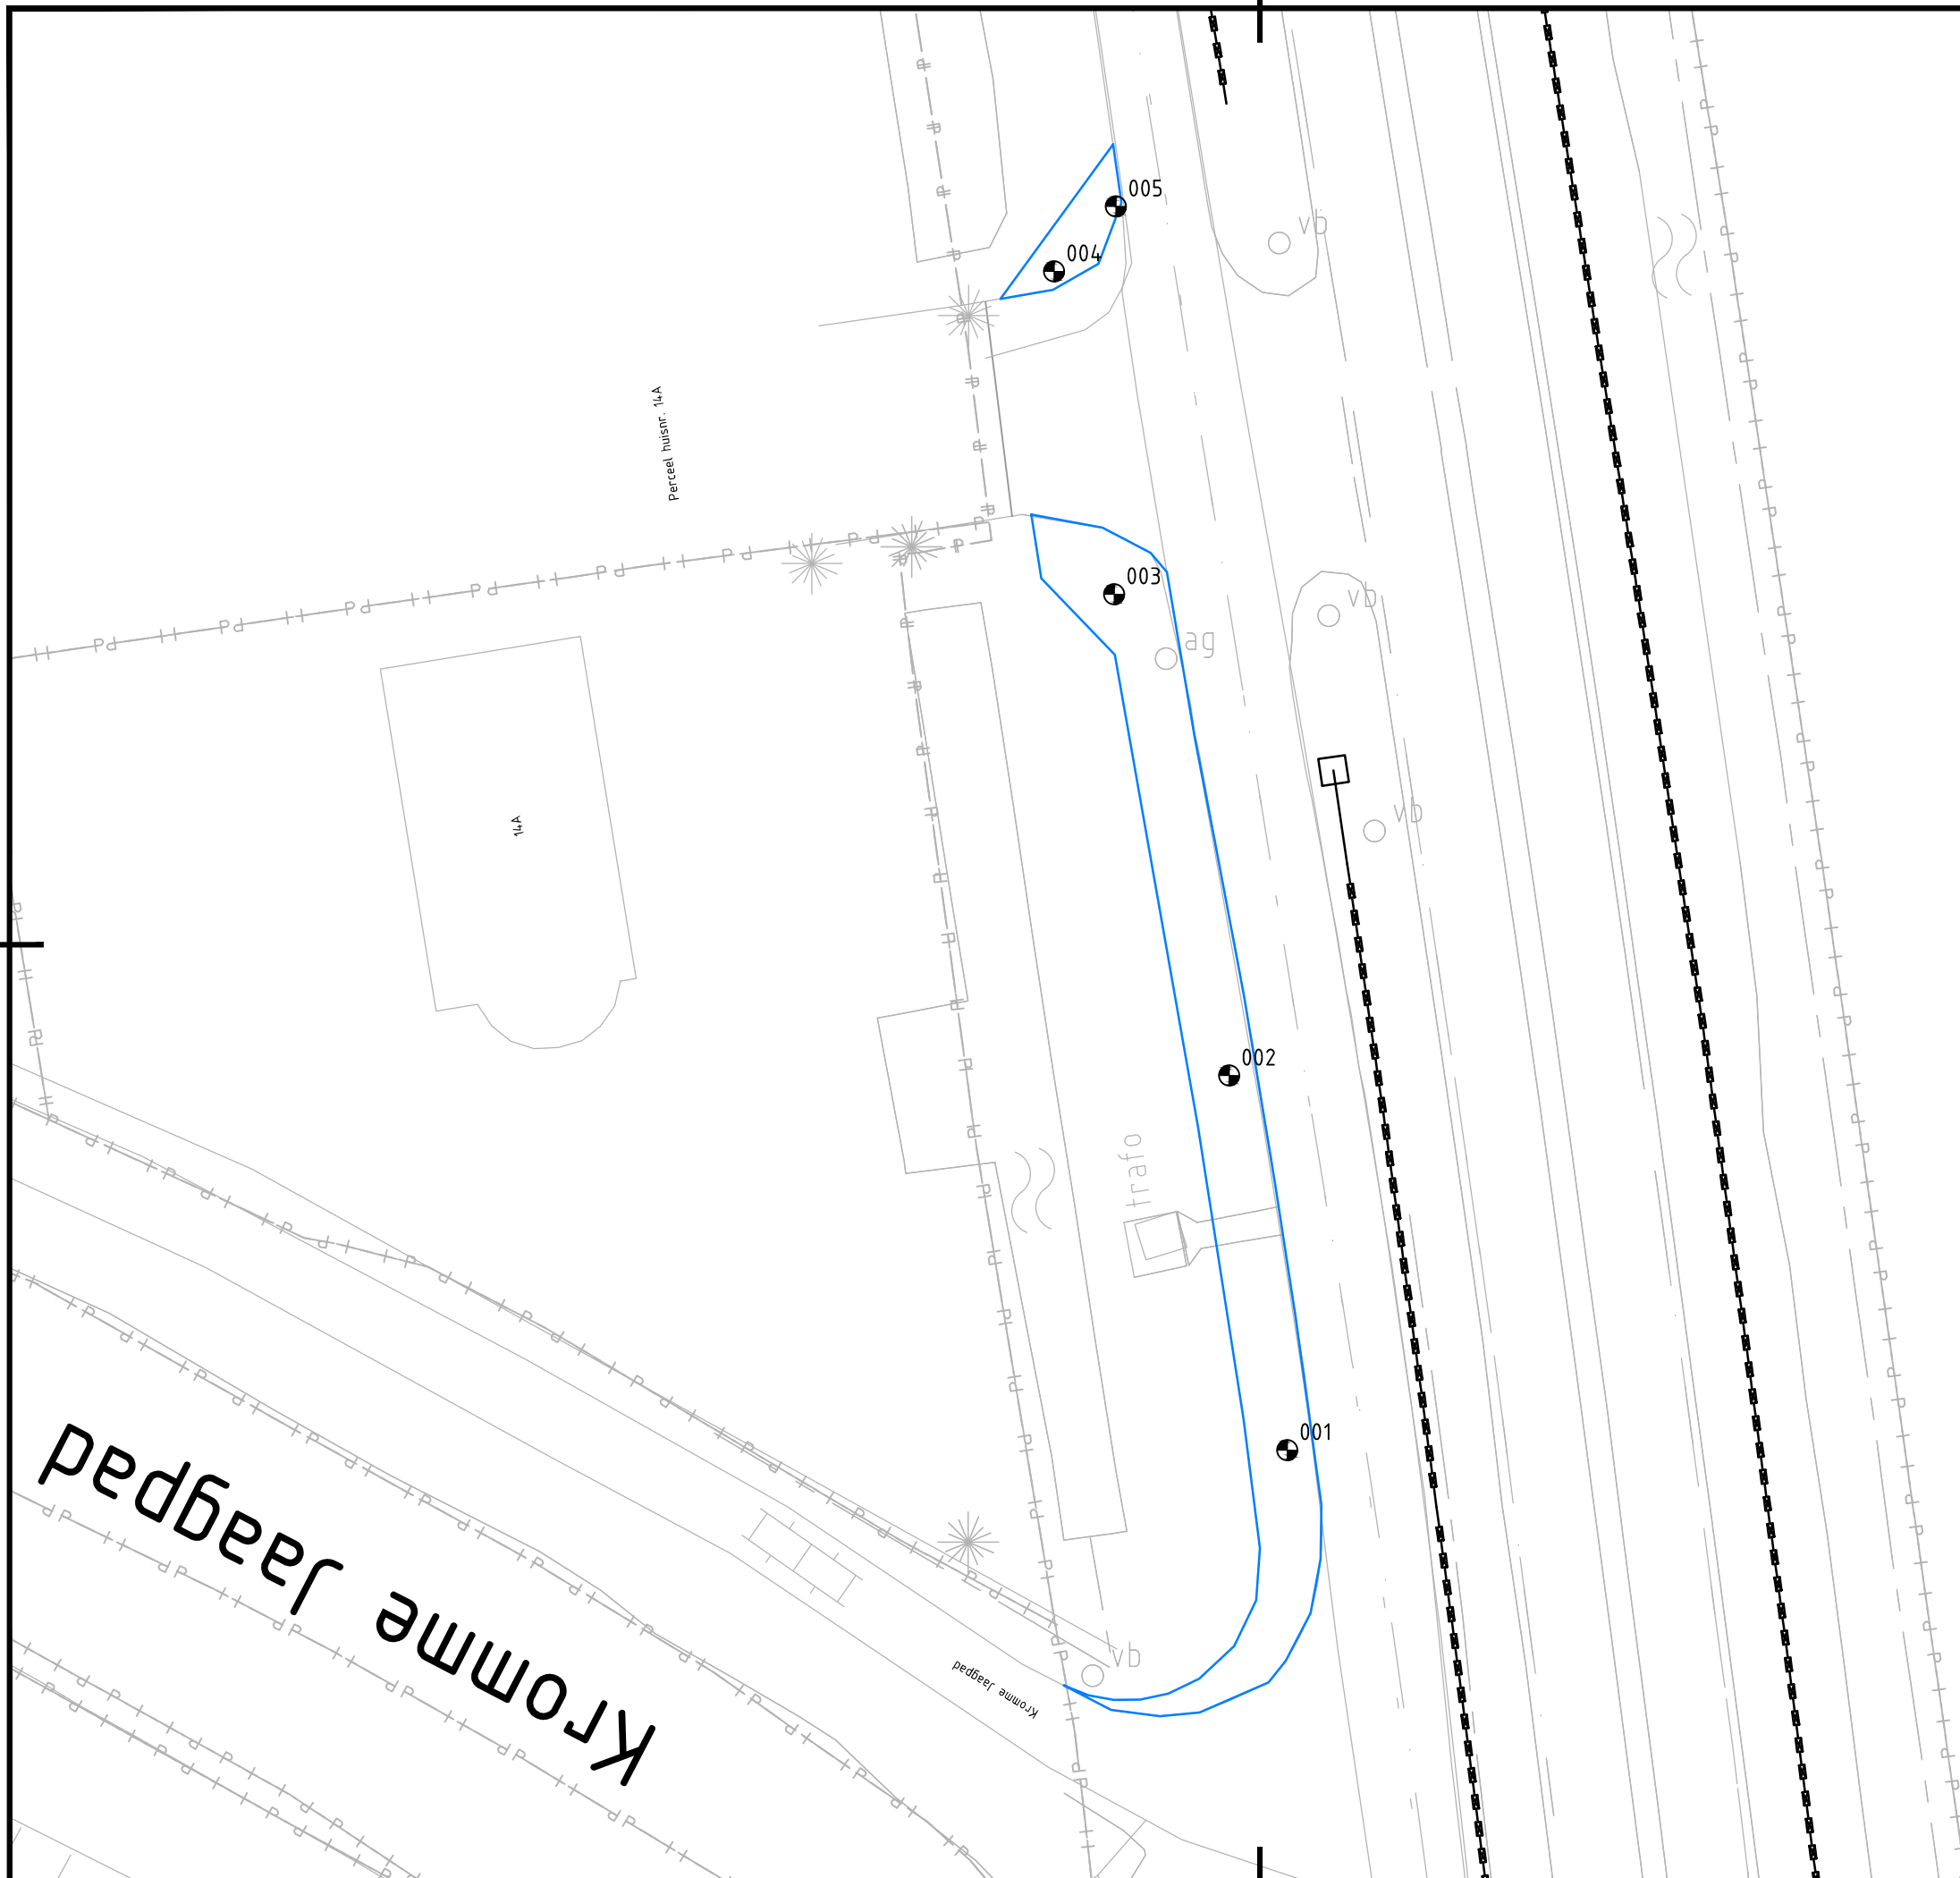 005
vb
004
Perceel huisnr. 14A
003
vb
ag
vb
14A
002
trafo
001
Kromme Jaagpad
vb
Kromme Jaagpad